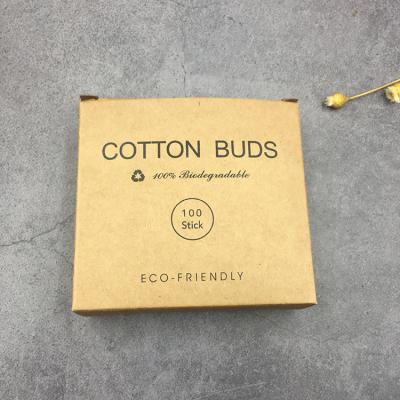 COTTON BUDS
100% Biodegradable
100
Stick
ECO-FRIENDLY